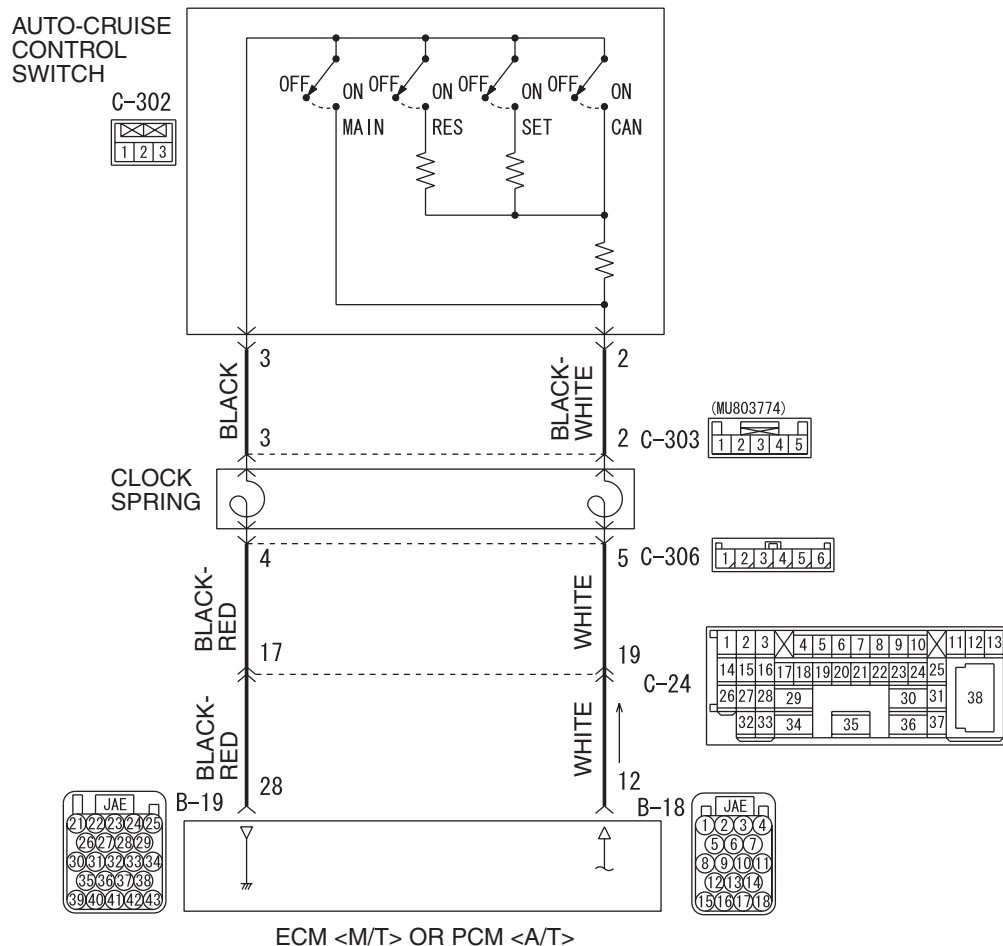 AUTO-CRUISE
CONTROL
SWITCH
C-302
1 2 3
OFF ON MAIN
OFF ON RES
OFF ON SET
OFF ON CAN
3
2
BLACK
BLACK-
WHITE
3
2
C-303
(MU803774)
1 2 3 4 5
CLOCK
SPRING
4
5
C-306
1 2 3 4 5 6
BLACK-
RED
WHITE
17
19
C-24
1 2 3 4 5 6 7 8 9 10 11 12 13
14 15 16 17 18 19 20 21 22 23 24 25
26 27 28 29 30 31 38
32 33 34 35 36 37
BLACK-
RED
WHITE
28
12
B-19
B-18
JAE
21 22 23 24 25
26 27 28 29
30 31 32 33 34
35 36 37 38
39 40 41 42 43
JAE
1 2 3 4
5 6 7
8 9 10 11
12 13 14
15 16 17 18
ECM <M/T> OR PCM <A/T>